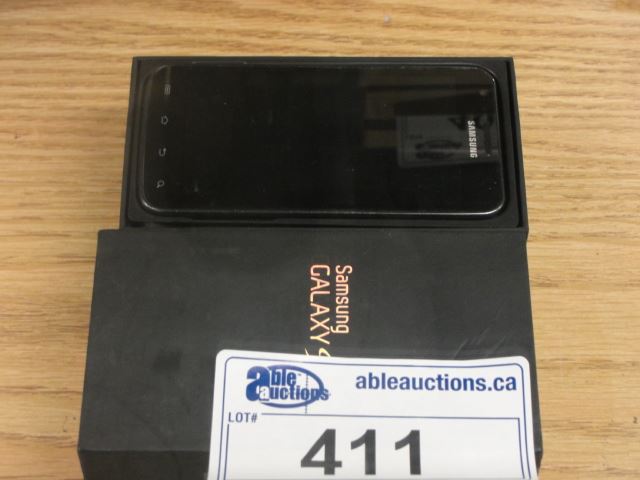 SAMSUNG
Samsung
GALAXY S
able auctions
ableauctions.ca
LOT#
411